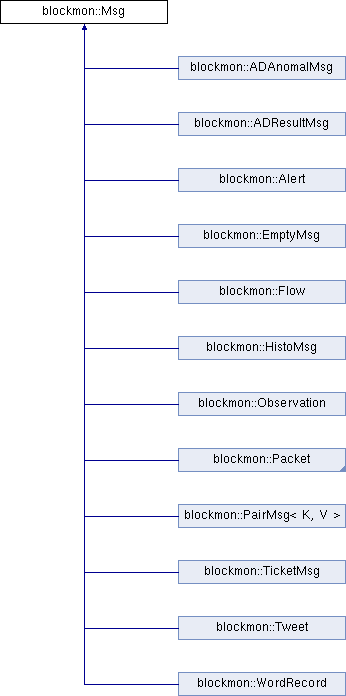 blockmon::Msg
blockmon::ADAnomalMsg
blockmon::ADResultMsg
blockmon::Alert
blockmon::EmptyMsg
blockmon::Flow
blockmon::HistoMsg
blockmon::Observation
blockmon::Packet
blockmon::PairMsg< K, V >
blockmon::TicketMsg
blockmon::Tweet
blockmon::WordRecord